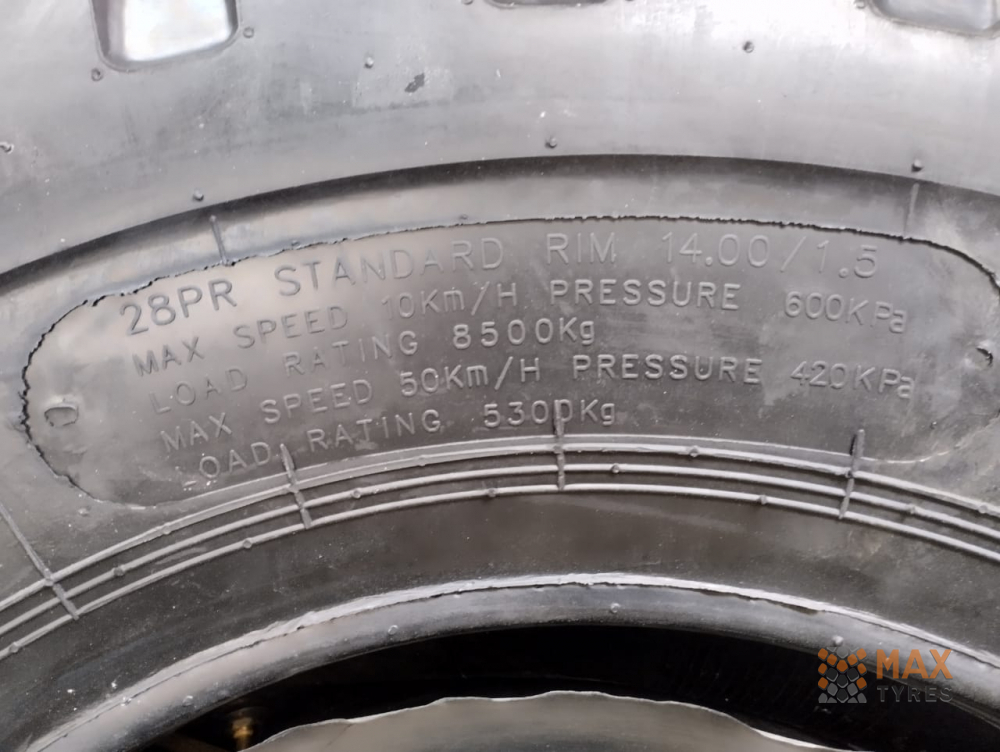 28PR STANDARD RIM 14.00/1.5
MAX SPEED 10Km/H PRESSURE 600KPa
LOAD RATING 8500Kg
MAX SPEED 50Km/H PRESSURE 420KPa
LOAD RATING 5300Kg
MAX
TYRES